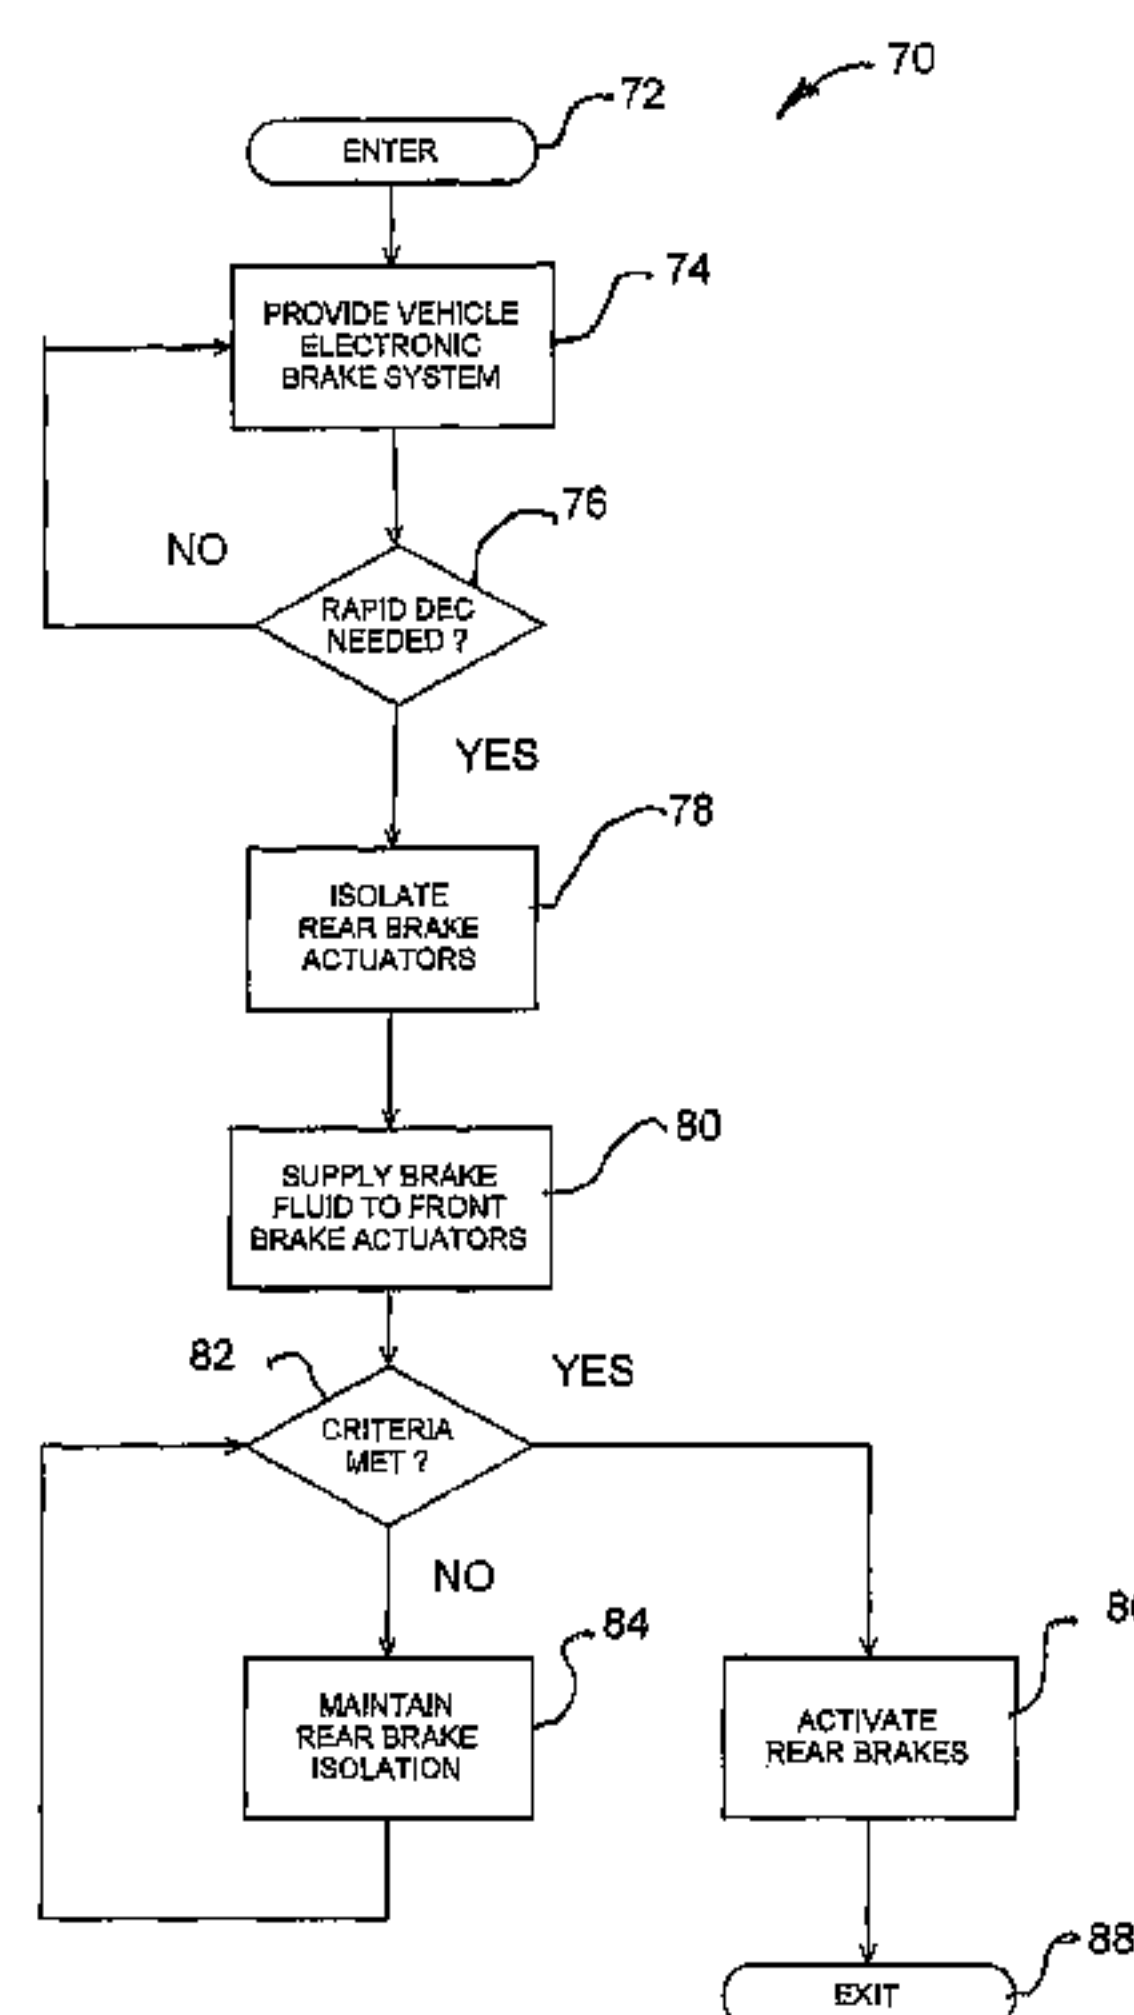 70
72
ENTER
74
PROVIDE VEHICLE
ELECTRONIC
BRAKE SYSTEM
76
NO
RAPID DEC
NEEDED ?
YES
78
ISOLATE
REAR BRAKE
ACTUATORS
80
SUPPLY BRAKE
FLUID TO FRONT
BRAKE ACTUATORS
82
YES
CRITERIA
MET ?
NO
84
MAINTAIN
REAR BRAKE
ISOLATION
ACTIVATE
REAR BRAKES
88
EXIT